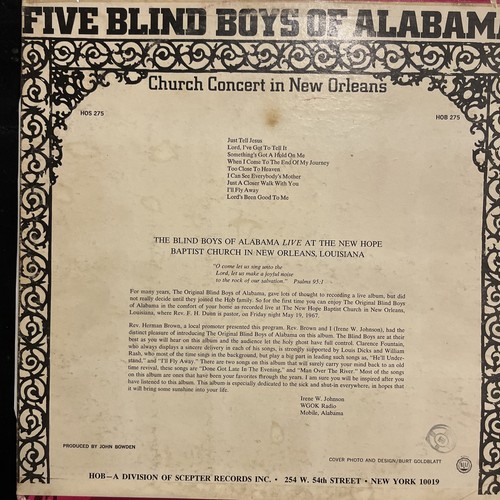 FIVE BLIND BOYS OF ALABAMA
Church Concert in New Orleans
HOS 275
HOB 275
Just Tell Jesus
Lord, I've Got To Tell It
Something's Got A Hold On Me
When I Come To The End Of My Journey
Too Close To Heaven
I Can See Everybody's Mother
Just A Closer Walk With You
I'll Fly Away
Lord's Been Good To Me
THE BLIND BOYS OF ALABAMA LIVE AT THE NEW HOPE
BAPTIST CHURCH IN NEW ORLEANS, LOUISIANA
"O come let us sing unto the
Lord, let us make a joyful noise
to the rock of our salvation." Psalms 95:1
For many years, The Original Blind Boys of Alabama, gave lots of thought to recording a live album, but did
not really decide until they joined the Hob family. So for the first time you can enjoy The Original Blind Boys
of Alabama in the comfort of your home as recorded live at The New Hope Baptist Church in New Orleans,
Louisiana, where Rev. E. H. Dunn is pastor, on Friday night May 19, 1967.
Rev. Herman Brown, a local promoter presented this program. Rev. Brown and I (Irene W. Johnson), had the
distinct pleasure of introducing The Original Blind Boys of Alabama on this album. The Blind Boys are at their
best as you will hear on this album and the audience let the holy ghost have full control. Clarence Fountain,
who always displays a sincere delivery in each of his songs, is strongly supported by Louis Dicks and William
Raah, who most of the time sings in the background, but play a big part in leading such songs as, "He'll Under-
stand," and "I'll Fly Away." There are two songs on this album that will surely carry your mind back to an old
time revival, these songs are "Done Got Late In The Evening," and "Man Over The River." Most of the songs
on this album are ones that have been your favorites through the years. I am sure you will be inspired after you
have listened to this album. This album is especially dedicated to the sick and shut-in everywhere, in hopes that
it will bring some sunshine into your life.
Irene W. Johnson
WGOK Radio
Mobile, Alabama
PRODUCED BY JOHN BOWDEN
COVER PHOTO AND DESIGN/BURT GOLDBLATT
HOB—A DIVISION OF SCEPTER RECORDS INC. • 254 W. 54th STREET • NEW YORK 10019